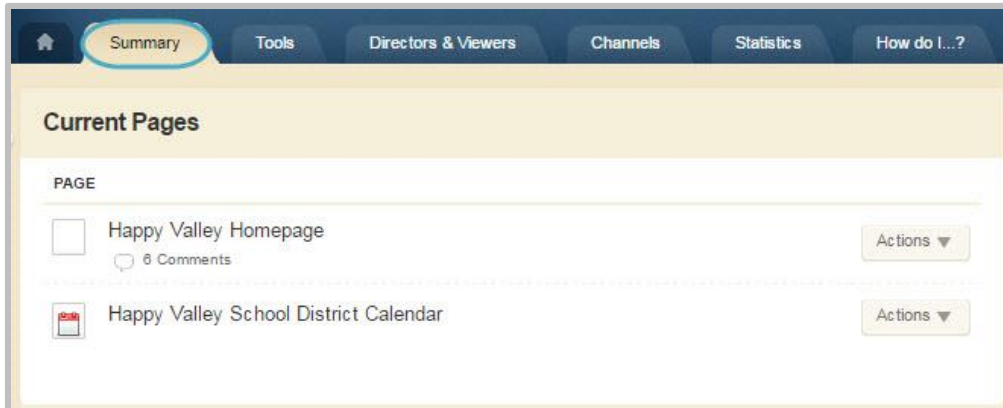 Summary Tools Directors & Viewers Channels Statistics How do I...?
Current Pages
PAGE
Happy Valley Homepage Actions
6 Comments
Happy Valley School District Calendar Actions